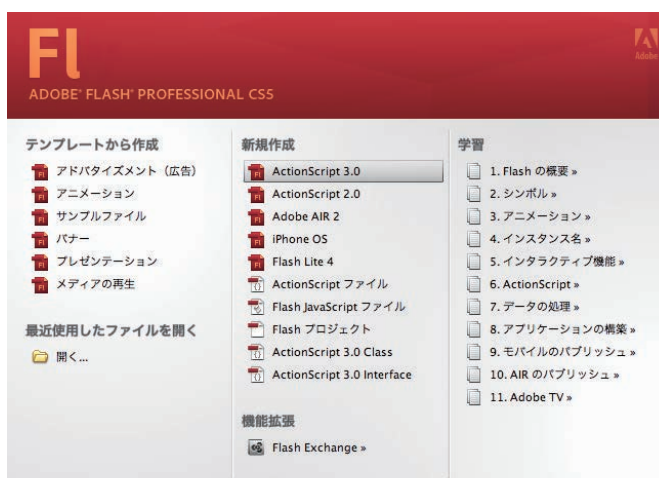 Fl
Adobe
ADOBE® FLASH® PROFESSIONAL CS5
テンプレートから作成
アドバタイズメント（広告）
アニメーション
サンプルファイル
バナー
プレゼンテーション
メディアの再生
最近使用したファイルを開く
開く...
新規作成
ActionScript 3.0
ActionScript 2.0
Adobe AIR 2
iPhone OS
Flash Lite 4
ActionScript ファイル
Flash JavaScript ファイル
Flash プロジェクト
ActionScript 3.0 Class
ActionScript 3.0 Interface
機能拡張
Flash Exchange »
学習
1. Flash の概要 »
2. シンボル »
3. アニメーション »
4. インスタンス名 »
5. インタラクティブ機能 »
6. ActionScript »
7. データの処理 »
8. アプリケーションの構築 »
9. モバイルのパブリッシュ »
10. AIR のパブリッシュ »
11. Adobe TV »